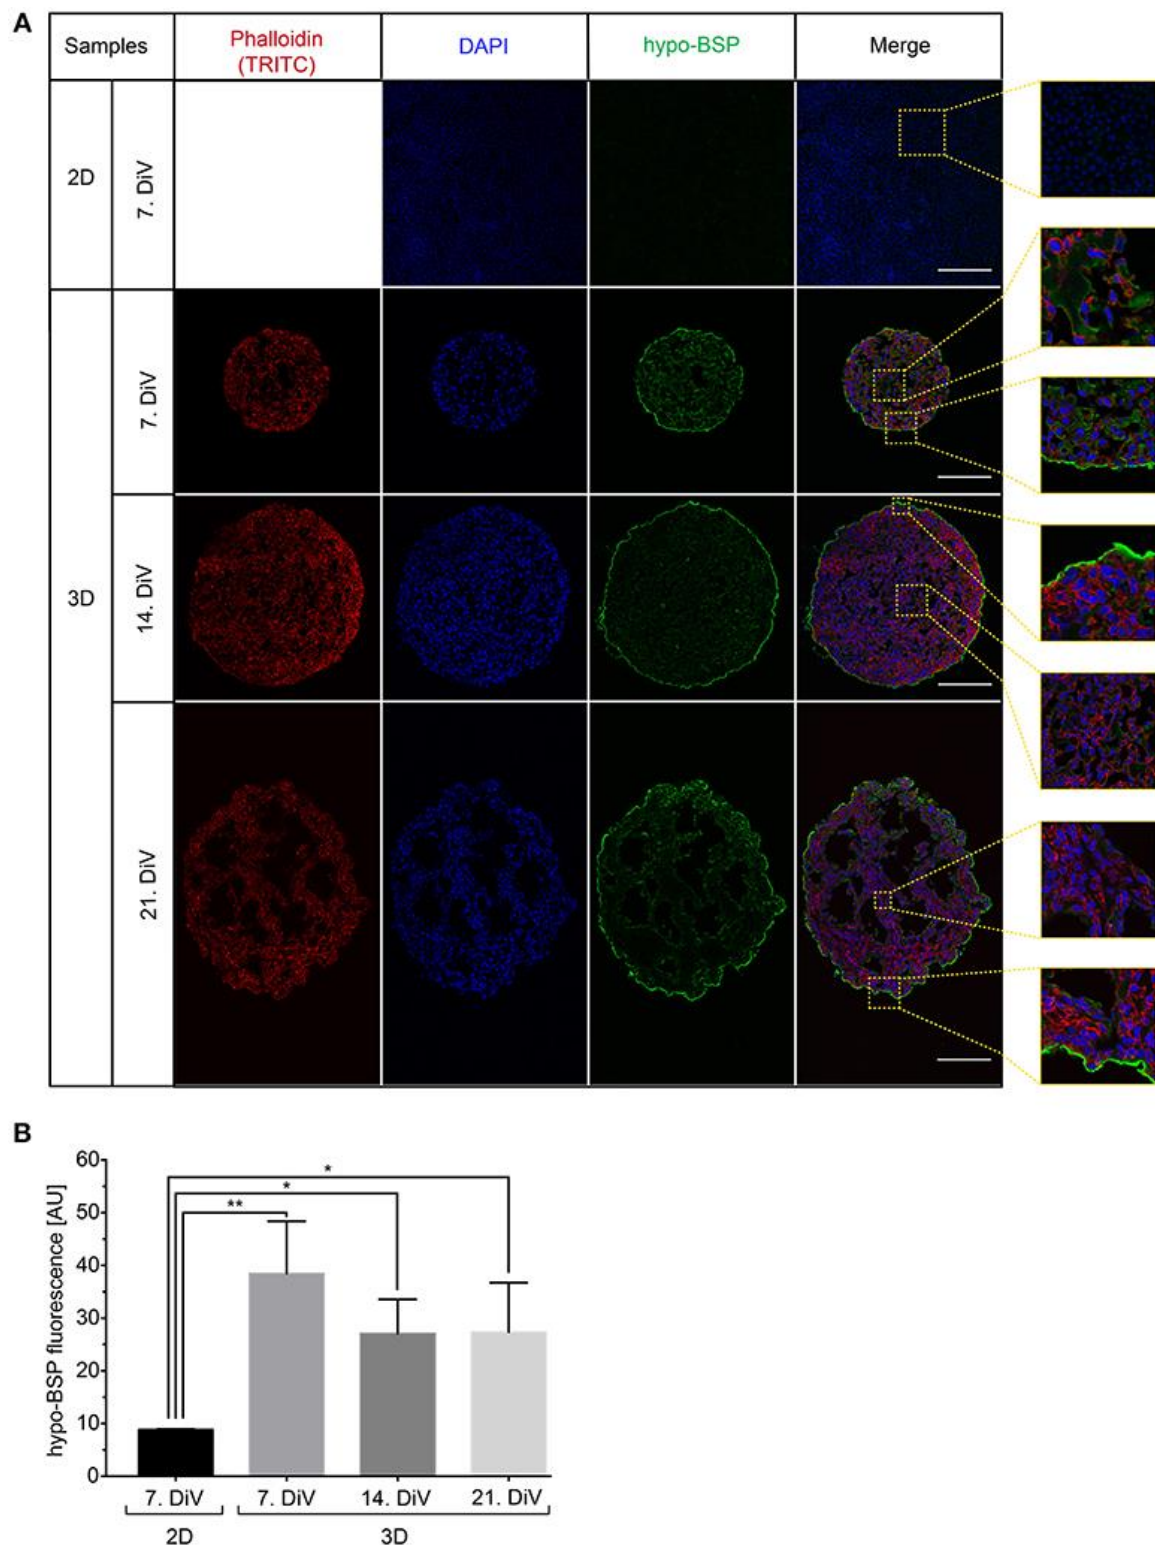 A
Samples
Phalloidin
(TRITC)
DAPI
hypo-BSP
Merge
2D
7. DiV
3D
7. DiV
14. DiV
21. DiV
B
hypo-BSP fluorescence [AU]
60
50
40
30
20
10
0
*
*
**
7. DiV
7. DiV
14. DiV
21. DiV
2D
3D